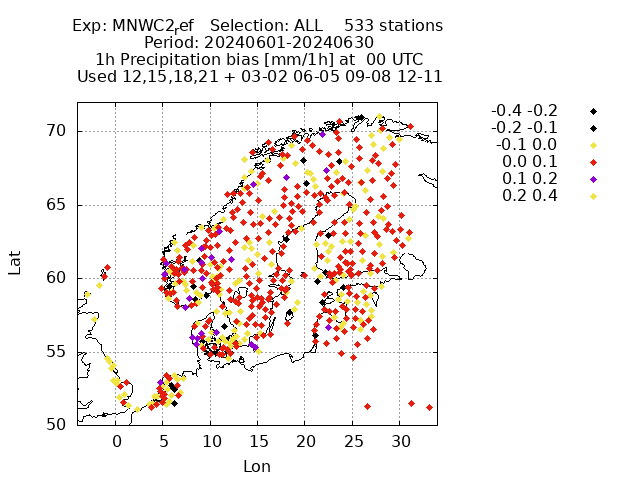 Exp: MNWC2_ref   Selection: ALL    533 stations
Period: 20240601-20240630
1h Precipitation bias [mm/1h] at  00 UTC
Used 12,15,18,21 + 03-02 06-05 09-08 12-11
-0.4 -0.2
-0.2 -0.1
-0.1 0.0
0.0 0.1
0.1 0.2
0.2 0.4
70
65
60
55
50
Lat
0 5 10 15 20 25 30
Lon